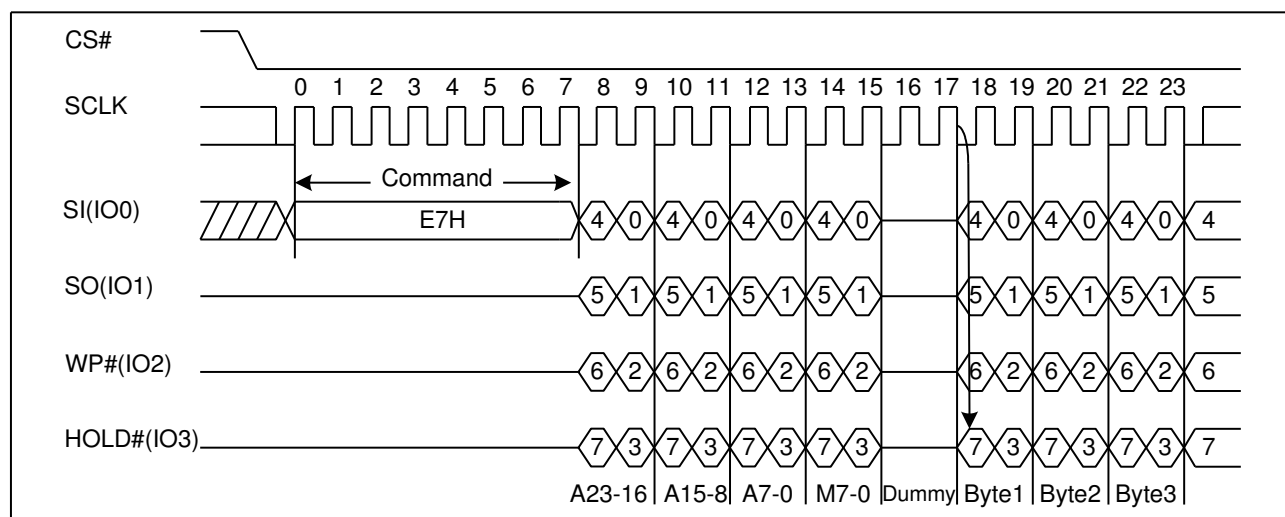 CS#
0 1 2 3 4 5 6 7 8 9 10 11 12 13 14 15 16 17 18 19 20 21 22 23
SCLK
Command
SI(IO0) E7H 4 0 4 0 4 0 4 0 4 0 4 0 4 0 4
SO(IO1) 5 1 5 1 5 1 5 1 5 1 5 1 5 1 5
WP#(IO2) 6 2 6 2 6 2 6 2 6 2 6 2 6 2 6
HOLD#(IO3) 7 3 7 3 7 3 7 3 7 3 7 3 7 3 7
A23-16 A15-8 A7-0 M7-0 Dummy Byte1 Byte2 Byte3